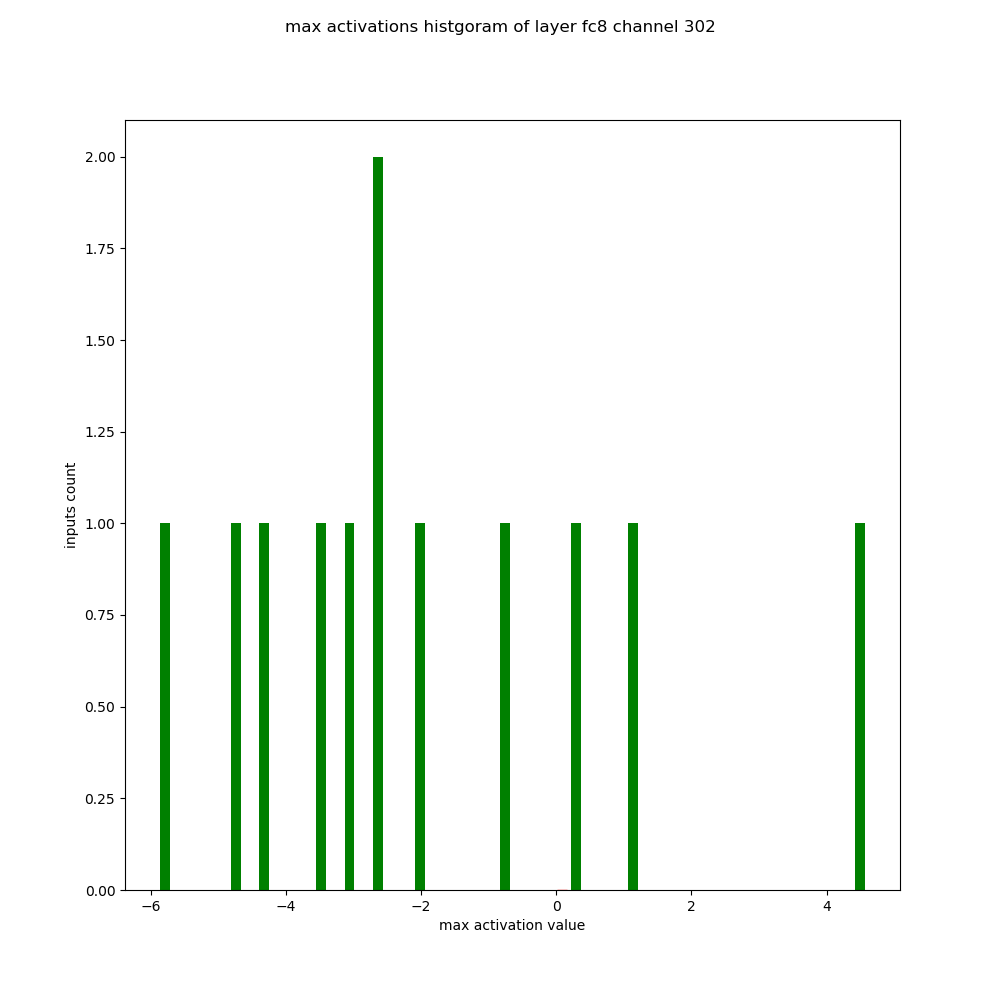 max activations histgoram of layer fc8 channel 302
2.00
1.75
1.50
1.25
1.00
0.75
0.50
0.25
0.00
inputs count
−6 −4 −2 0 2 4
max activation value